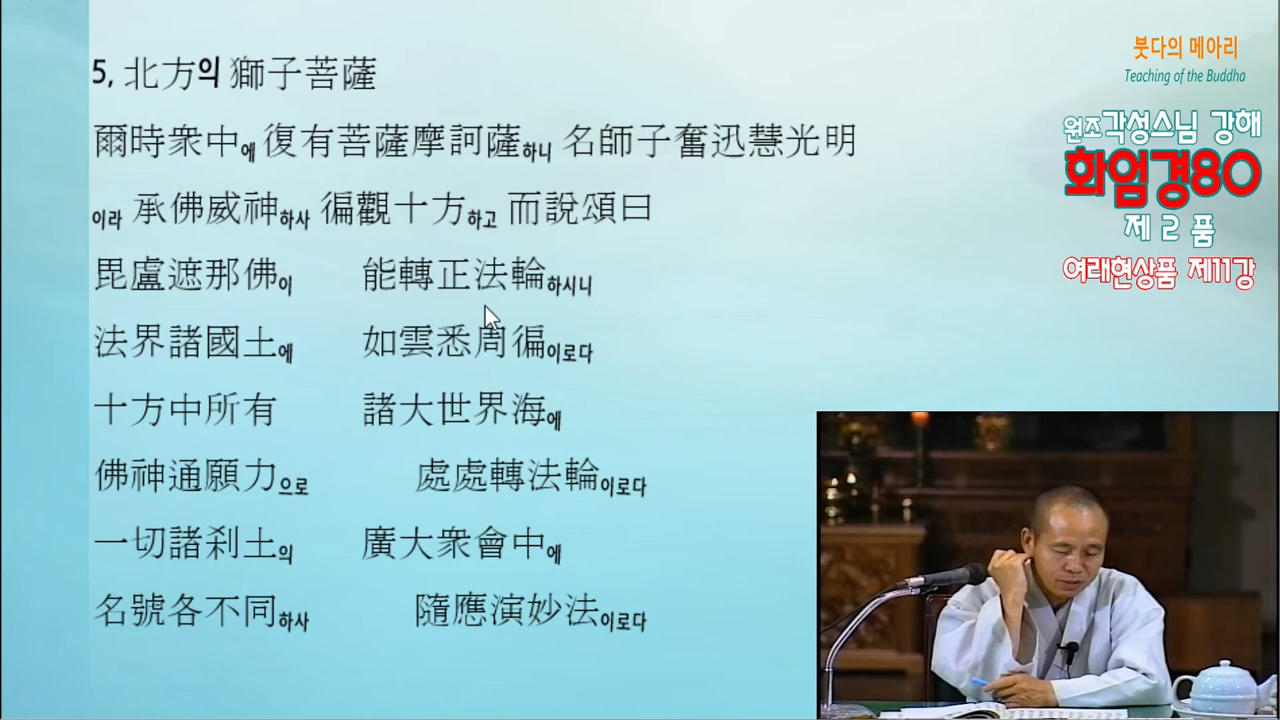 5, 北方의 獅子菩薩
爾時衆中에 復有菩薩摩訶薩하니 名師子奮迅慧光明
이라 承佛威神하사 徧觀十方하고 而說頌曰
毘盧遮那佛이 能轉正法輪하시니
法界諸國土에 如雲悉周徧이로다
十方中所有 諸大世界海에
佛神通願力으로 處處轉法輪이로다
一切諸刹土의 廣大衆會中에
名號各不同하사 隨應演妙法이로다
붓다의 메아리
Teaching of the Buddha
원조각성스님 강해
화엄경80
제 2 품
여래현상품 제11강